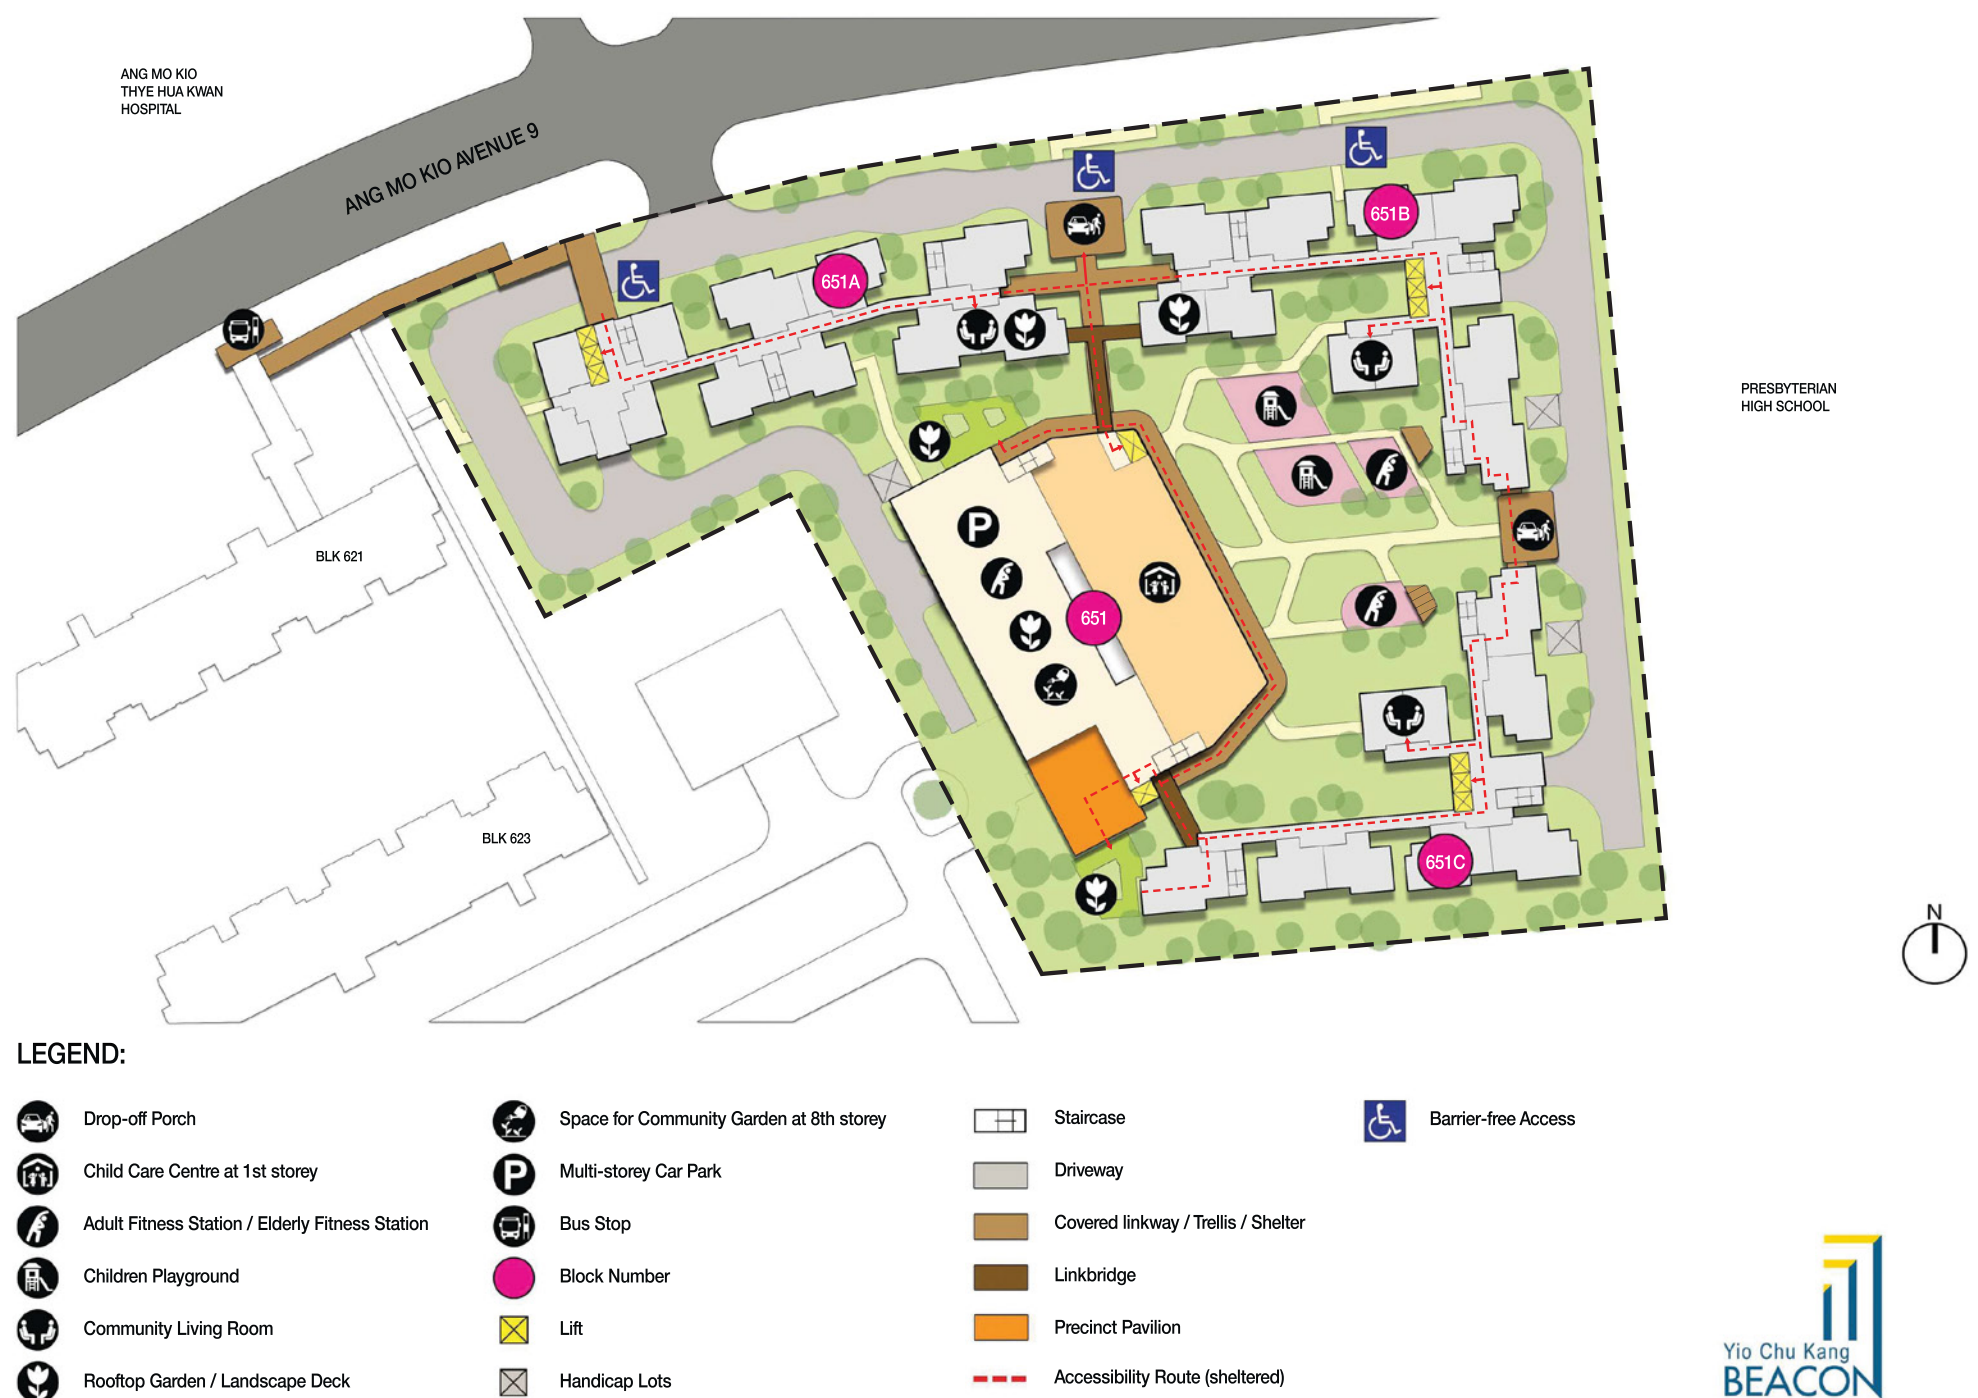 ANG MO KIO
THYE HUA KWAN
HOSPITAL
ANG MO KIO AVENUE 9
651B
651A
PRESBYTERIAN
HIGH SCHOOL
P
BLK 621
651
BLK 623
651C
N
LEGEND:
Drop-off Porch
Child Care Centre at 1st storey
Adult Fitness Station / Elderly Fitness Station
Children Playground
Community Living Room
Rooftop Garden / Landscape Deck
Space for Community Garden at 8th storey
P
Multi-storey Car Park
Bus Stop
Block Number
Lift
Handicap Lots
Staircase
Driveway
Covered linkway / Trellis / Shelter
Linkbridge
Precinct Pavilion
Accessibility Route (sheltered)
Barrier-free Access
Yio Chu Kang
BEACON